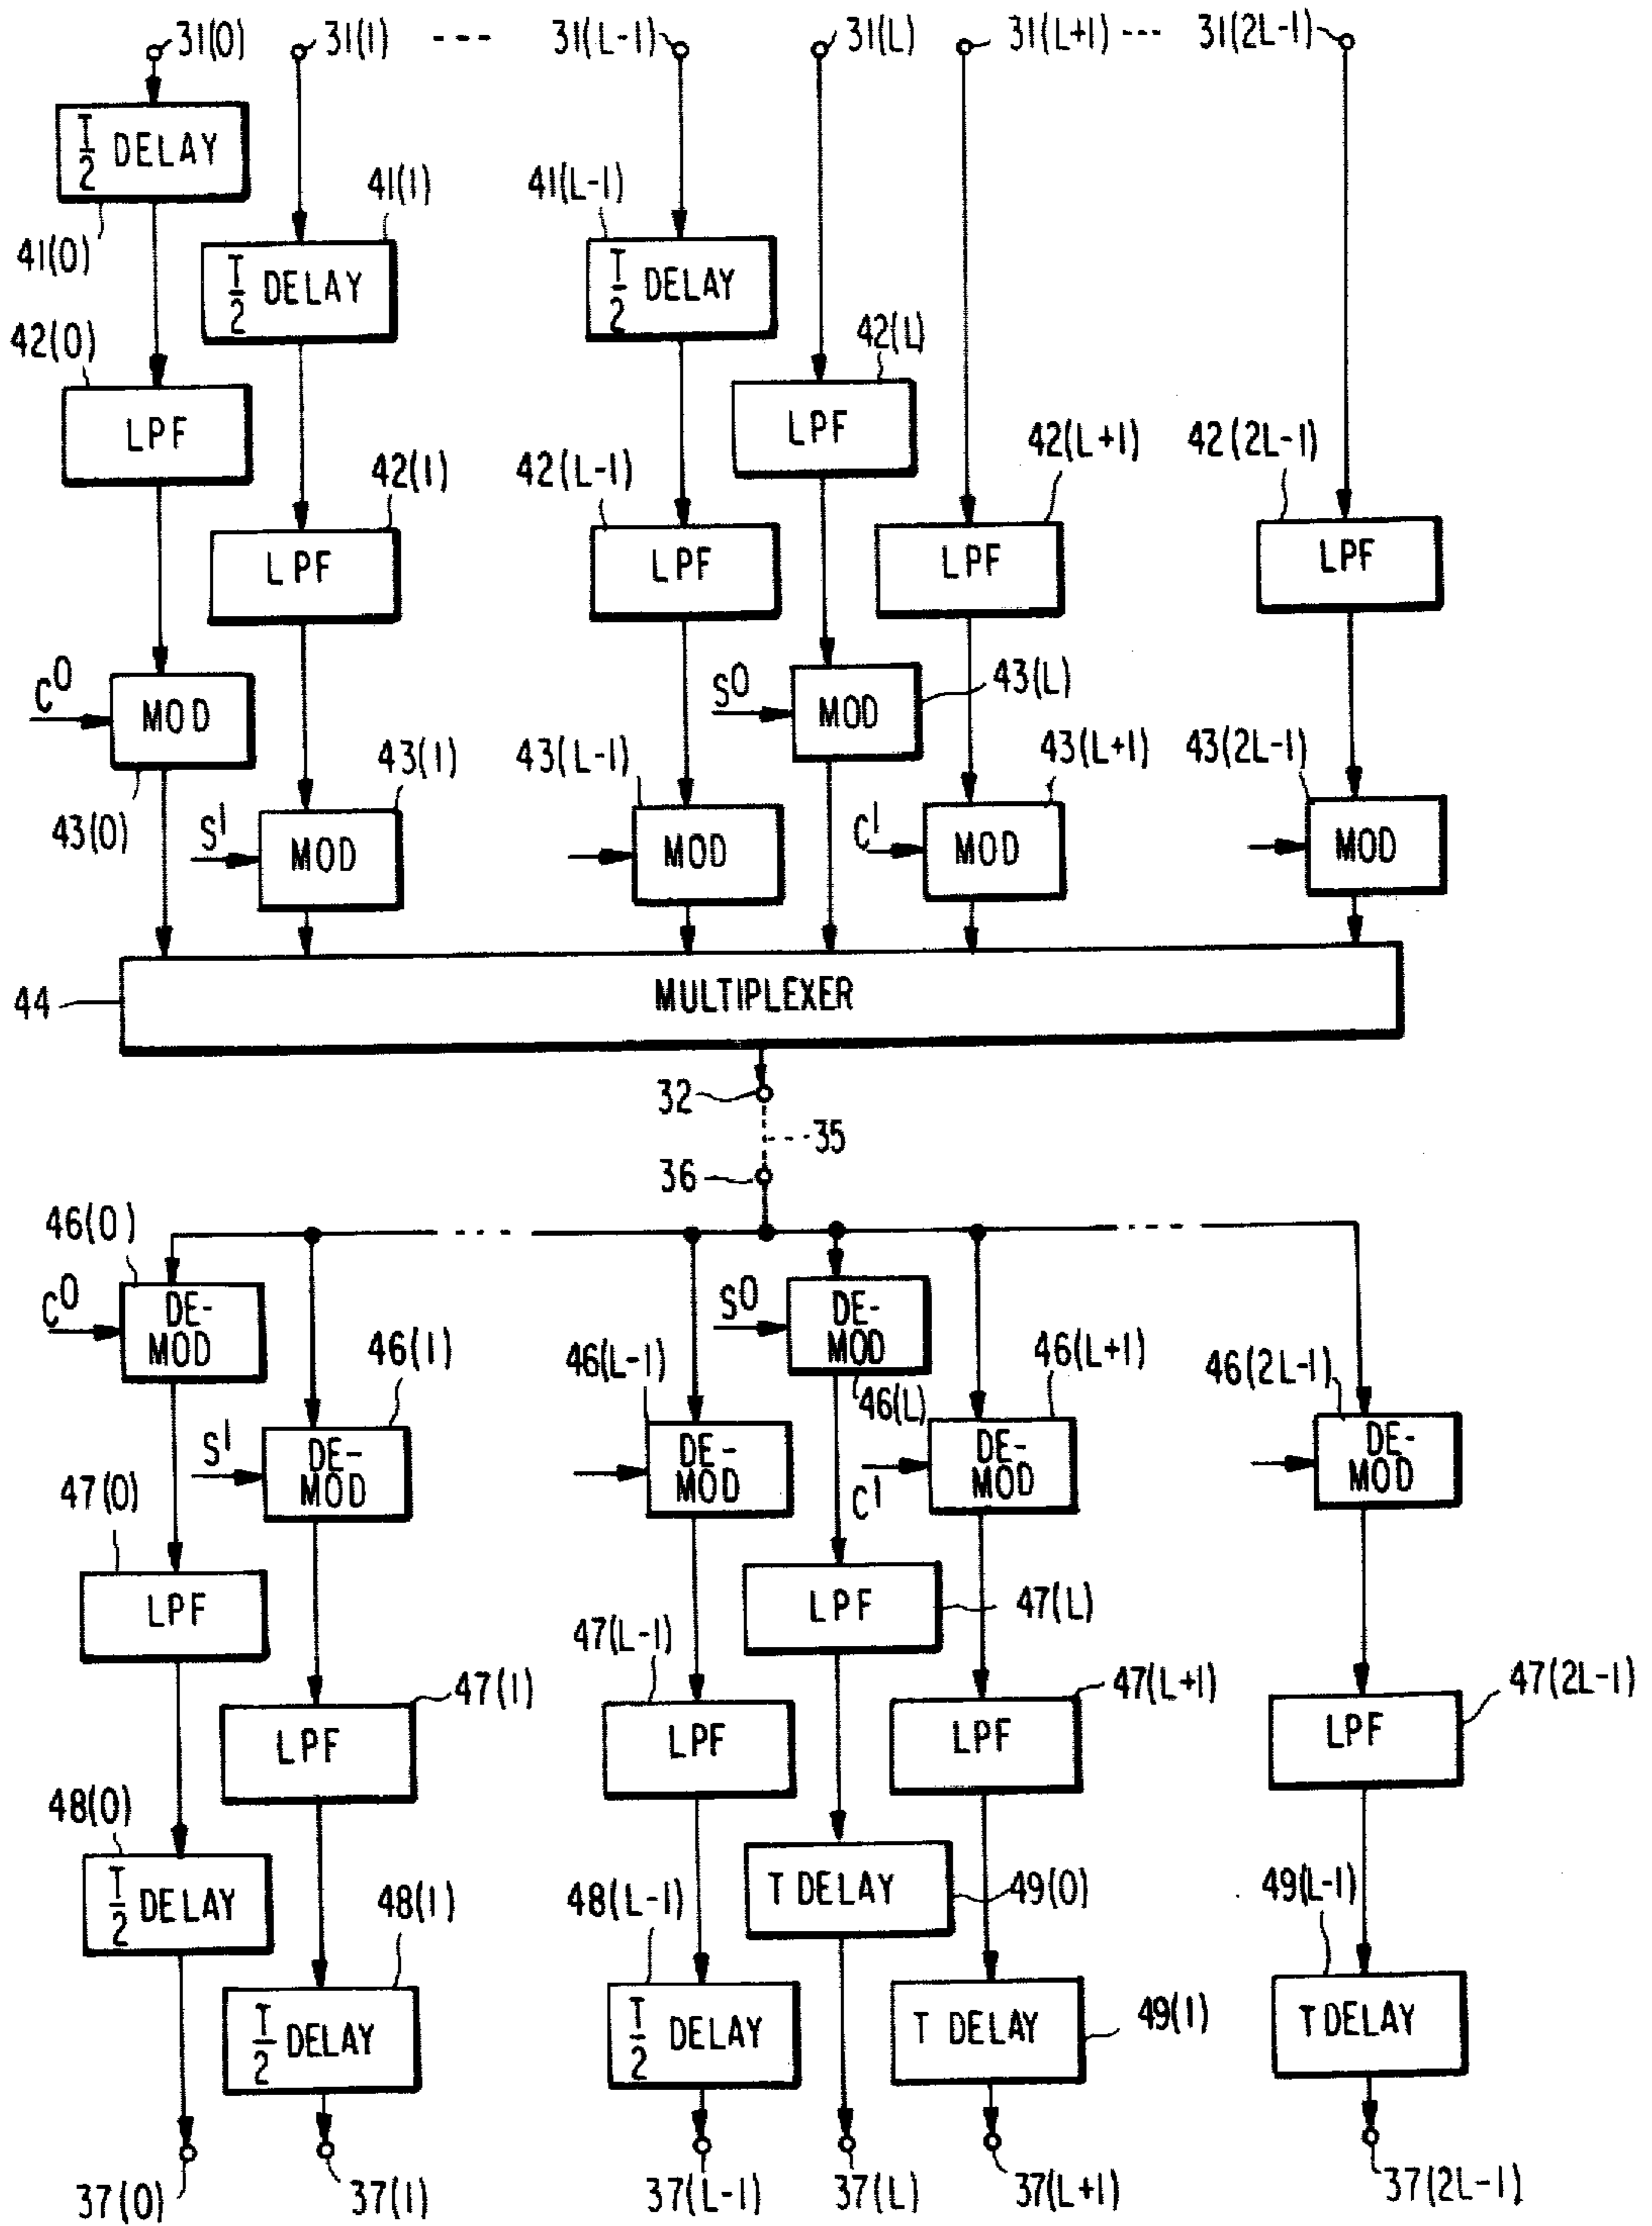 31(0) 31(1) --- 31(L-1) 31(L) 31(L+1) --- 31(2L-1)
T/2 DELAY
41(0)
41(1)
T/2 DELAY
41(L-1)
T/2 DELAY
42(0)
LPF
42(L)
LPF
42(1)
LPF
42(L-1)
LPF
42(L+1)
LPF
42(2L-1)
LPF
C⁰
MOD
43(0)
S⁰
MOD
43(L)
S¹
MOD
43(1)
43(L-1)
MOD
C¹
MOD
43(L+1)
43(2L-1)
MOD
44
MULTIPLEXER
32
35
36
46(0)
C⁰
DE-
MOD
S⁰
DE-
MOD
46(L)
46(1)
S¹
DE-
MOD
46(L-1)
DE-
MOD
46(L+1)
C¹
DE-
MOD
46(2L-1)
DE-
MOD
47(0)
LPF
LPF
47(L)
47(1)
LPF
47(L-1)
LPF
47(L+1)
LPF
47(2L-1)
LPF
48(0)
T/2 DELAY
T DELAY
49(0)
48(1)
T/2 DELAY
48(L-1)
T/2 DELAY
T DELAY
49(1)
49(L-1)
T DELAY
37(0) 37(1) 37(L-1) 37(L) 37(L+1) 37(2L-1)